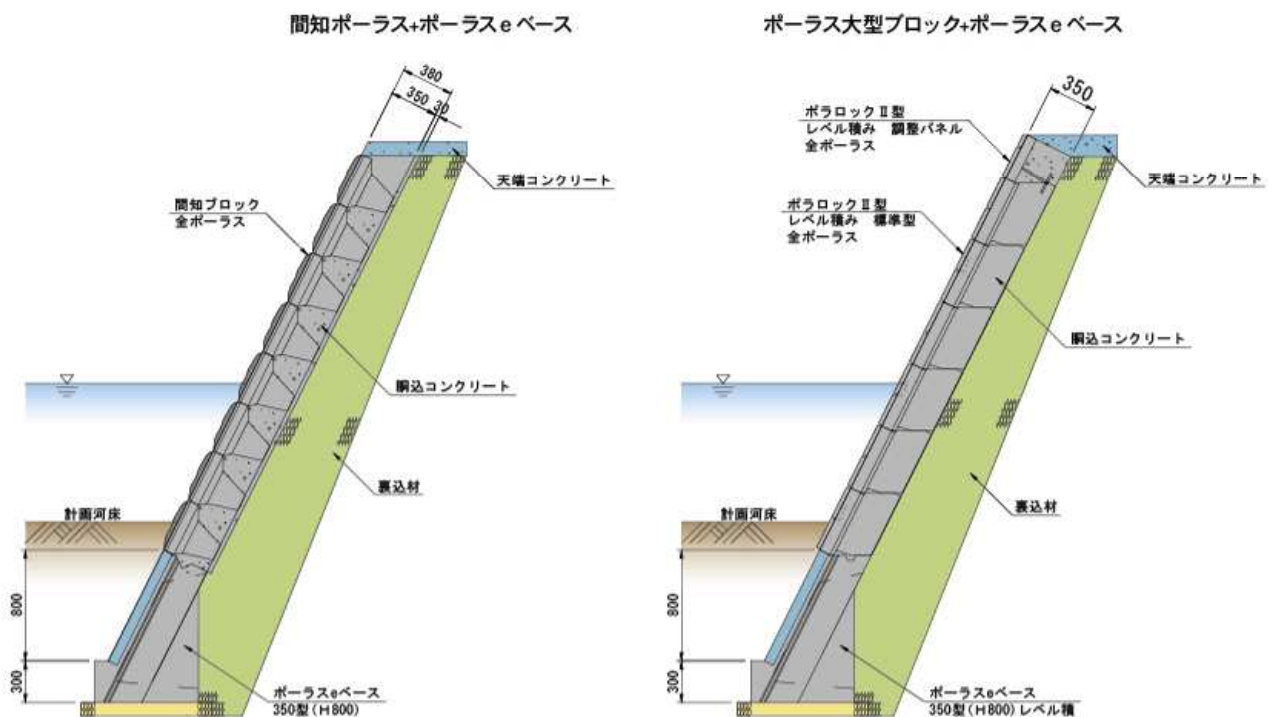 間知ポーラス+ポーラスeベース
380
350 30
天端コンクリート
間知ブロック
全ポーラス
胴込コンクリート
裏込材
計画河床
800
300
ポーラスeベース
350型(H800)
ポーラス大型ブロック+ポーラスeベース
350
ポラロックⅡ型
レベル積み 調整パネル
全ポーラス
天端コンクリート
ポラロックⅡ型
レベル積み 標準型
全ポーラス
胴込コンクリート
裏込材
計画河床
800
300
ポーラスeベース
350型(H800)レベル積